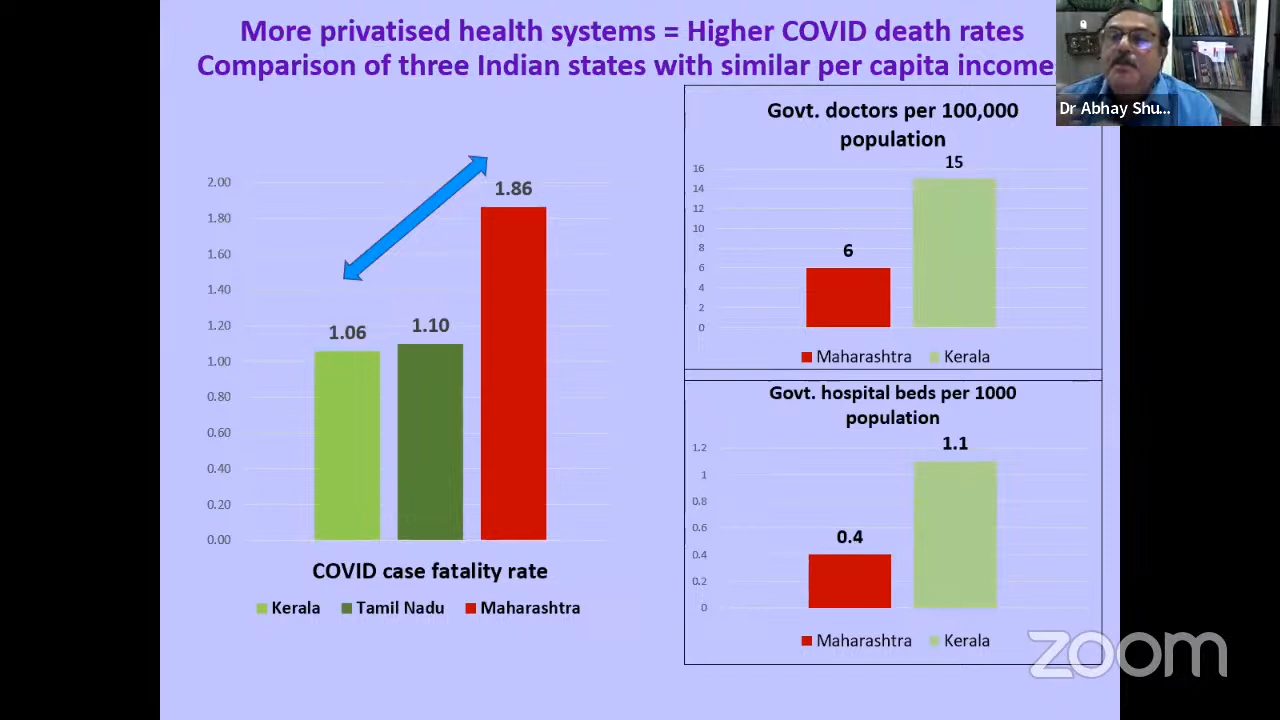 More privatised health systems = Higher COVID death rates
Comparison of three Indian states with similar per capita income
Dr Abhay Shu...
2.00
1.80
1.60
1.40
1.20
1.00
0.80
0.60
0.40
0.20
0.00
1.06
1.10
1.86
COVID case fatality rate
Kerala Tamil Nadu Maharashtra
Govt. doctors per 100,000
population
16
14
12
10
8
6
4
2
0
6
15
Maharashtra Kerala
Govt. hospital beds per 1000
population
1.2
1
0.8
0.6
0.4
0.2
0
0.4
1.1
Maharashtra Kerala
zoom